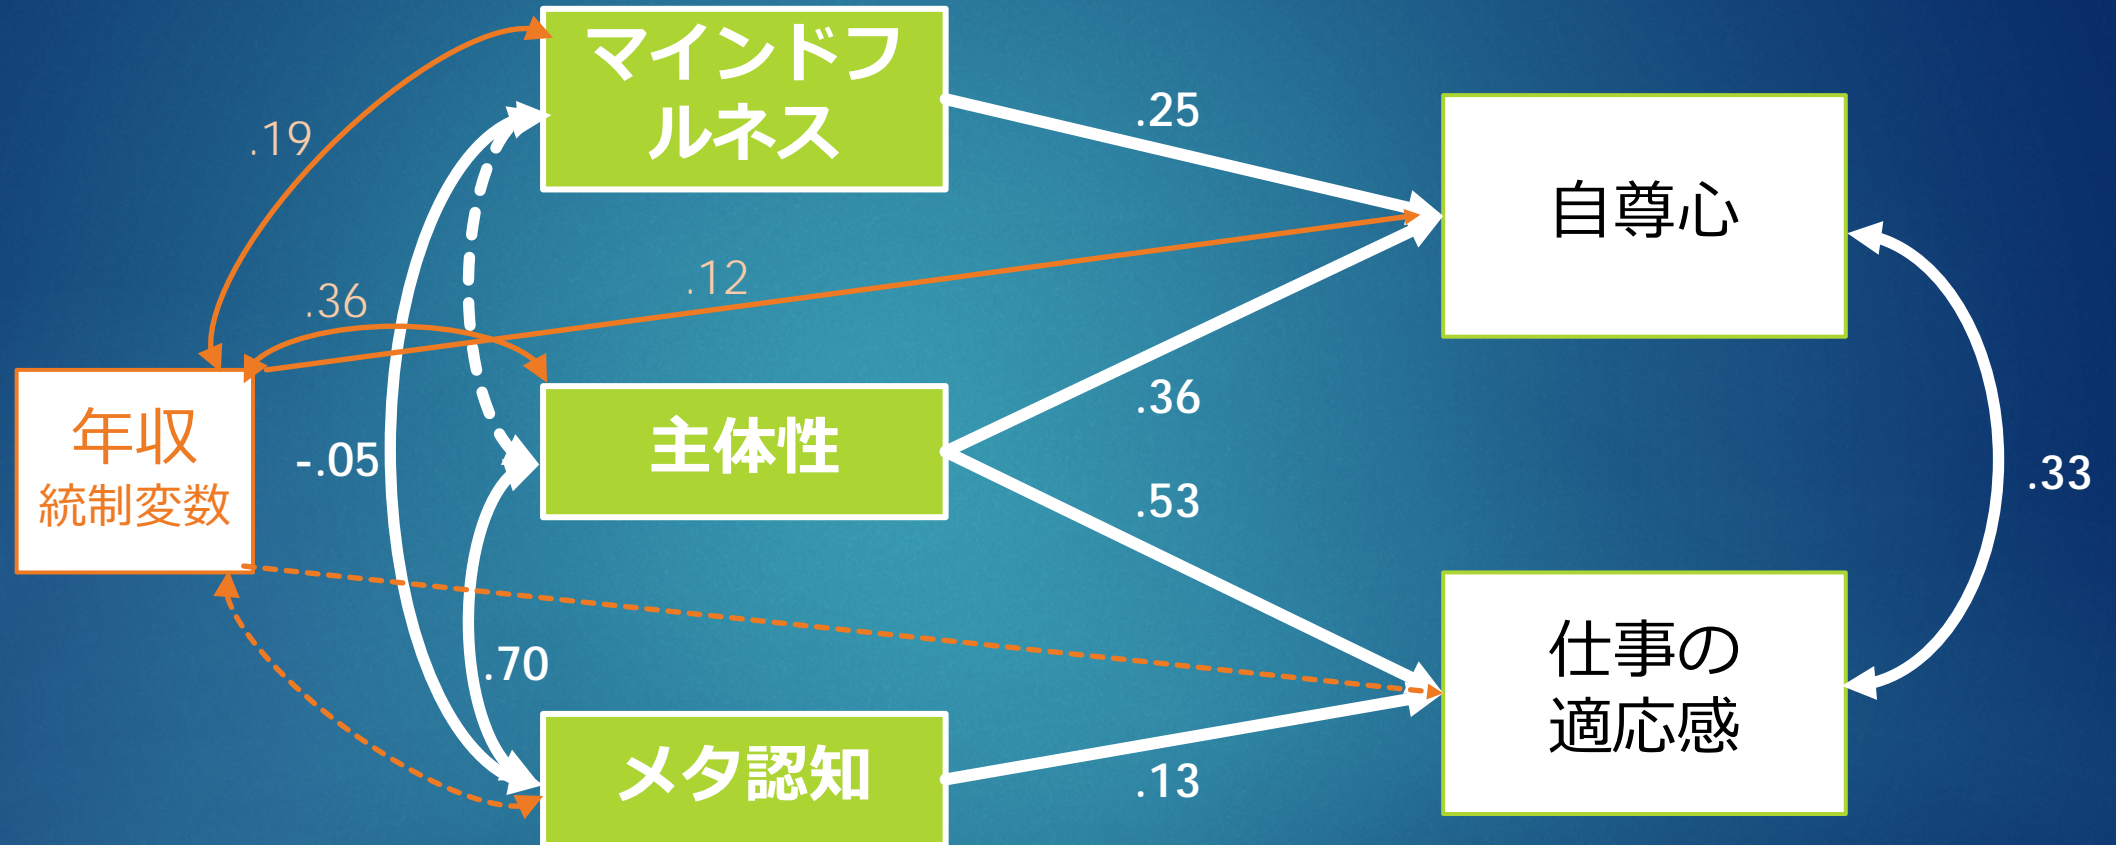 マインドフ
ルネス
.25
.19
自尊心
.12
.36
年収
統制変数
-.05
主体性
.36
.53
.33
.70
仕事の
適応感
メタ認知
.13